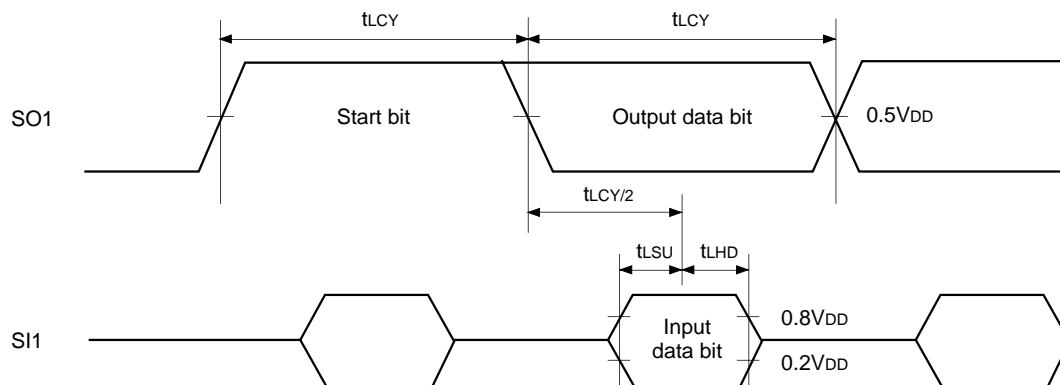 tLCY
tLCY
SO1
Start bit
Output data bit
0.5VDD
tLCY/2
tLSU
tLHD
SI1
Input
data bit
0.8VDD
0.2VDD